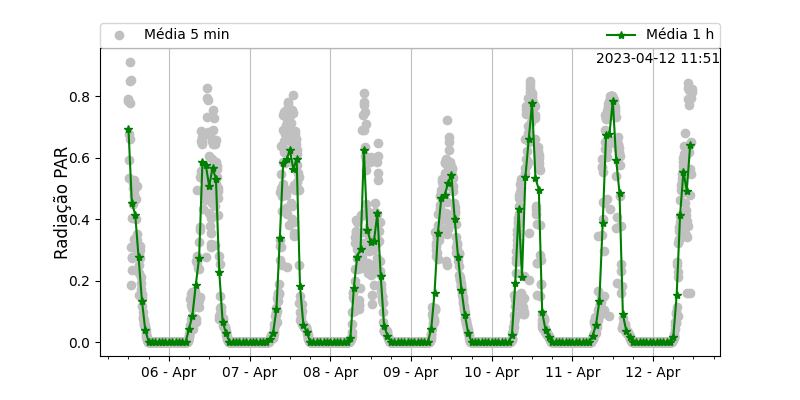 Média 5 min
Média 1 h
2023-04-12 11:51
Radiação PAR
0.8
0.6
0.4
0.2
0.0
06 - Apr
07 - Apr
08 - Apr
09 - Apr
10 - Apr
11 - Apr
12 - Apr